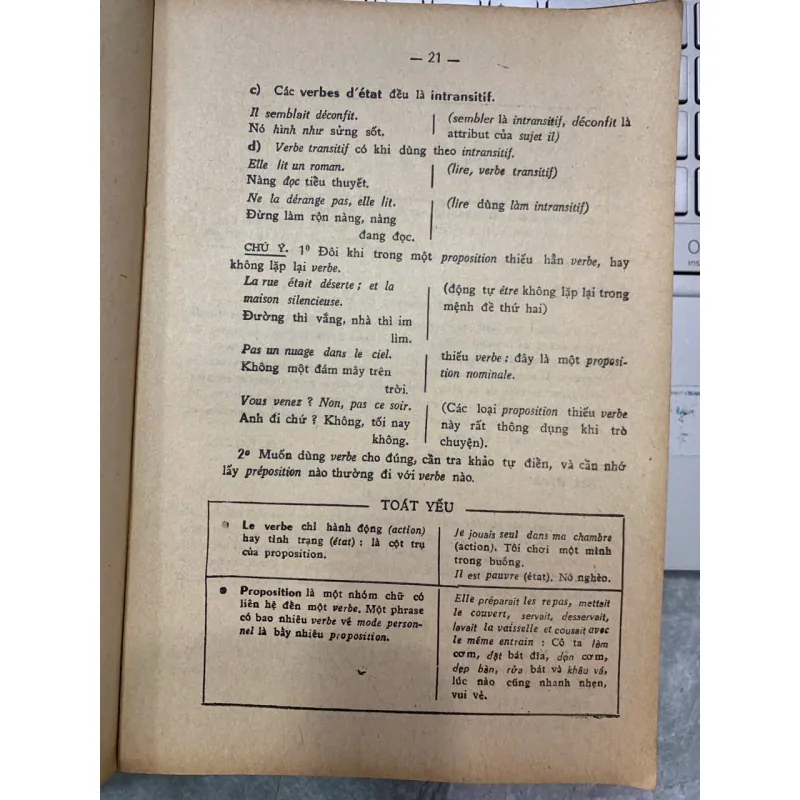 — 21 —
c) Các verbes d'état đều là intransitif.
Il semblait déconfit.
Nó hình như sửng sốt.
(sembler là intransitif, déconfit là
attribut của sujet il)
d) Verbe transitif có khi dùng theo intransitif.
Elle lit un roman.
Nàng đọc tiểu thuyết.
(lire, verbe transitif)
Ne la dérange pas, elle lit.
Đừng làm rộn nàng, nàng
đang đọc.
(lire dùng làm intransitif)
CHÚ Ý. 1º Đôi khi trong một proposition thiếu hẳn verbe, hay
không lặp lại verbe.
La rue était déserte ; et la
maison silencieuse.
Đường thì vắng, nhà thì im
lìm.
(động tự être không lặp lại trong
mệnh đề thứ hai)
Pas un nuage dans le ciel.
Không một đám mây trên
trời.
thiếu verbe : đây là một proposi-
tion nominale.
Vous venez ? Non, pas ce soir.
Anh đi chứ ? Không, tối nay
không.
(Các loại proposition thiếu verbe
này rất thông dụng khi trò
chuyện).
2º Muốn dùng verbe cho đúng, cần tra khảo tự điển, và cần nhớ
lấy préposition nào thường đi với verbe nào.
TOÁT YẾU
Le verbe chỉ hành động (action)
hay tình trạng (état) : là cột trụ
của proposition.
Je jouais seul dans ma chambre
(action). Tôi chơi một mình
trong buồng.
Il est pauvre (état). Nó nghèo.
● Proposition là một nhóm chữ có
liên hệ đến một verbe. Một phrase
có bao nhiêu verbe về mode person-
nel là bấy nhiêu proposition.
Elle préparait les repas, mettait
le couvert, servait, desservait,
lavait la vaisselle et cousait avec
le même entrain : Cô ta làm
cơm, đặt bát đĩa, dọn cơm,
dẹp bàn, rửa bát và khâu vá,
lúc nào cũng nhanh nhẹn,
vui vẻ.